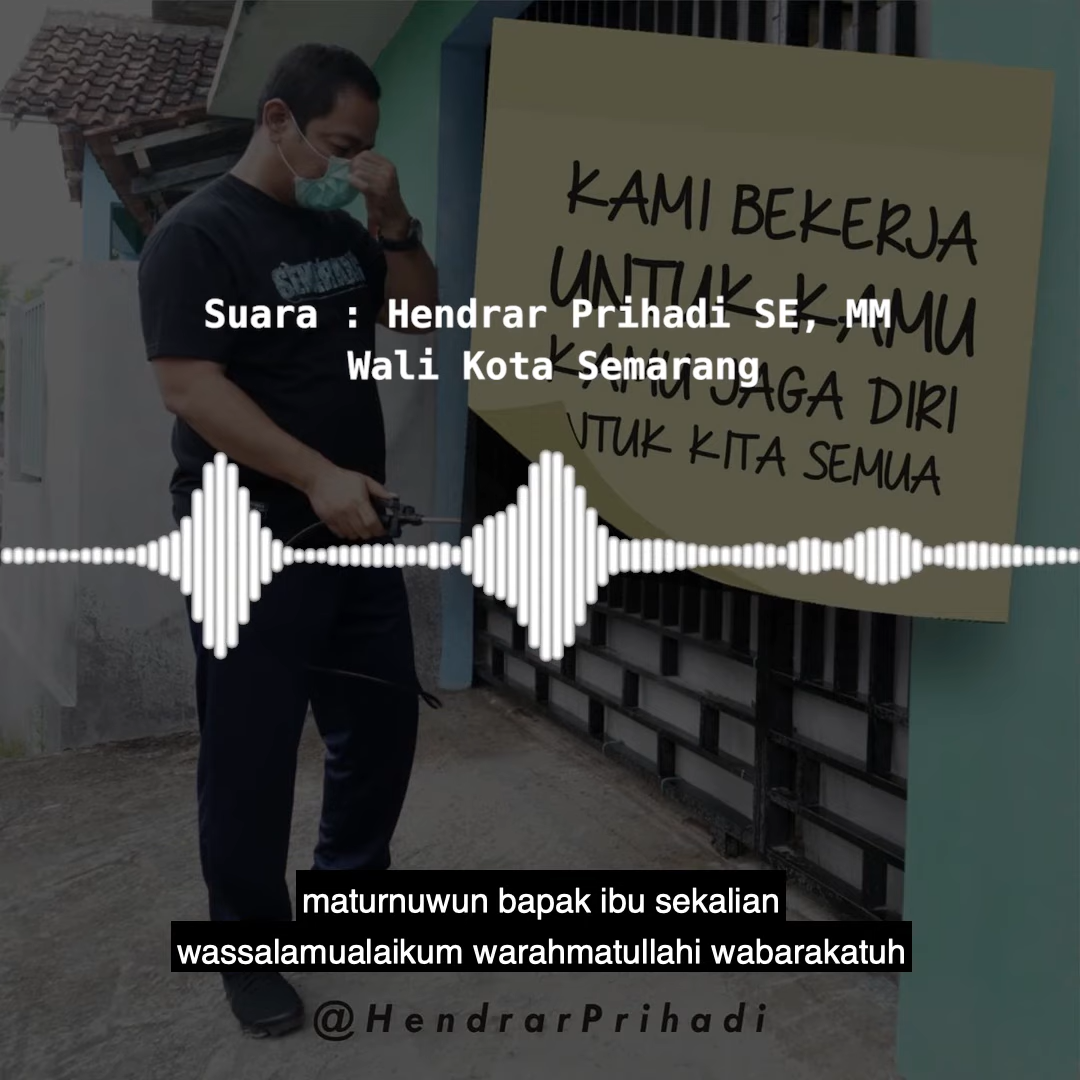 KAMI BEKERJA
UNTUK KAMU
KAMU JAGA DIRI
UNTUK KITA SEMUA
Suara : Hendrar Prihadi SE, MM
Wali Kota Semarang
maturnuwun bapak ibu sekalian
wassalamualaikum warahmatullahi wabarakatuh
@HendrarPrihadi